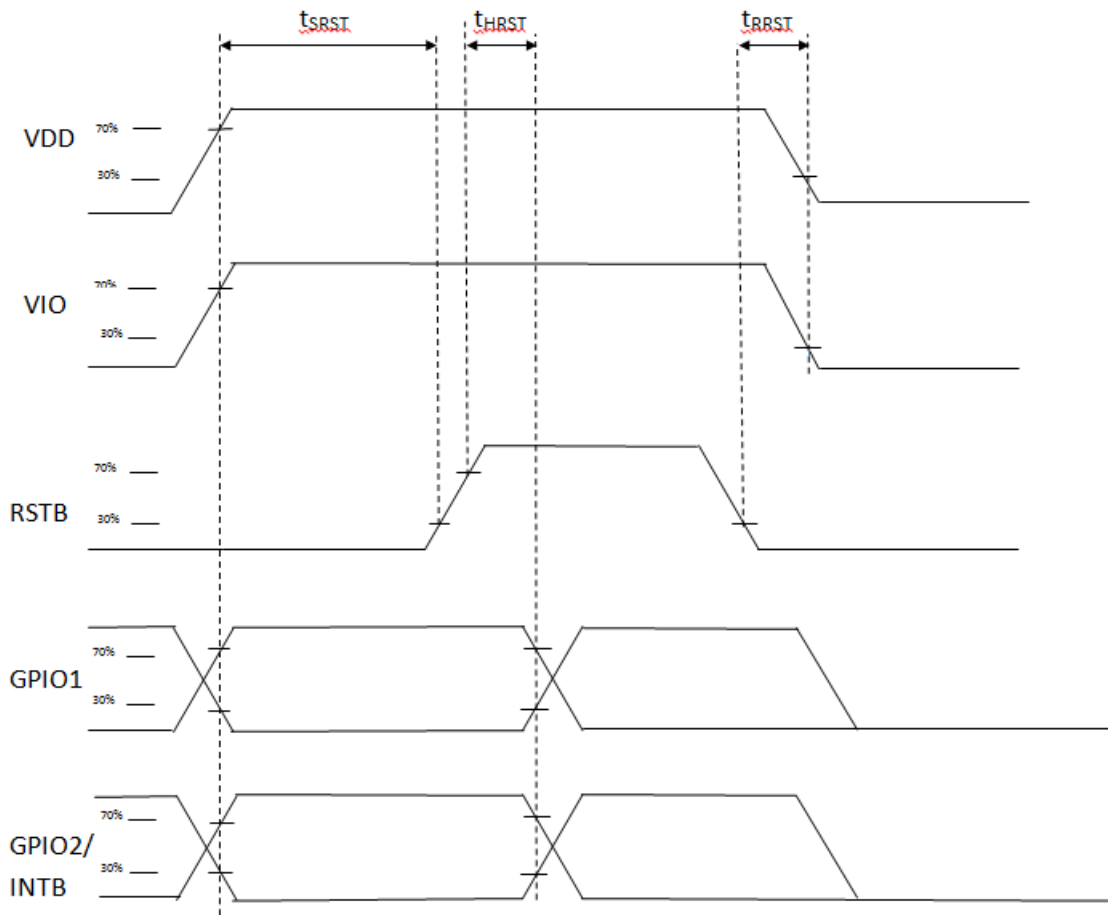 tSRST tHRST tRRST
VDD
70%
30%
VIO
70%
30%
RSTB
70%
30%
GPIO1
70%
30%
GPIO2/
INTB
70%
30%